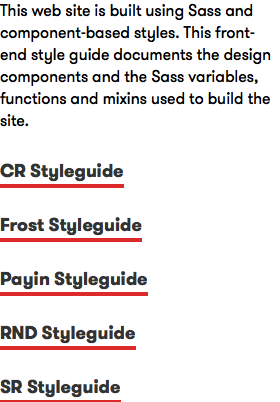 This web site is built using Sass and
component-based styles. This front-
end style guide documents the design
components and the Sass variables,
functions and mixins used to build the
site.
CR Styleguide
Frost Styleguide
Payin Styleguide
RND Styleguide
SR Styleguide